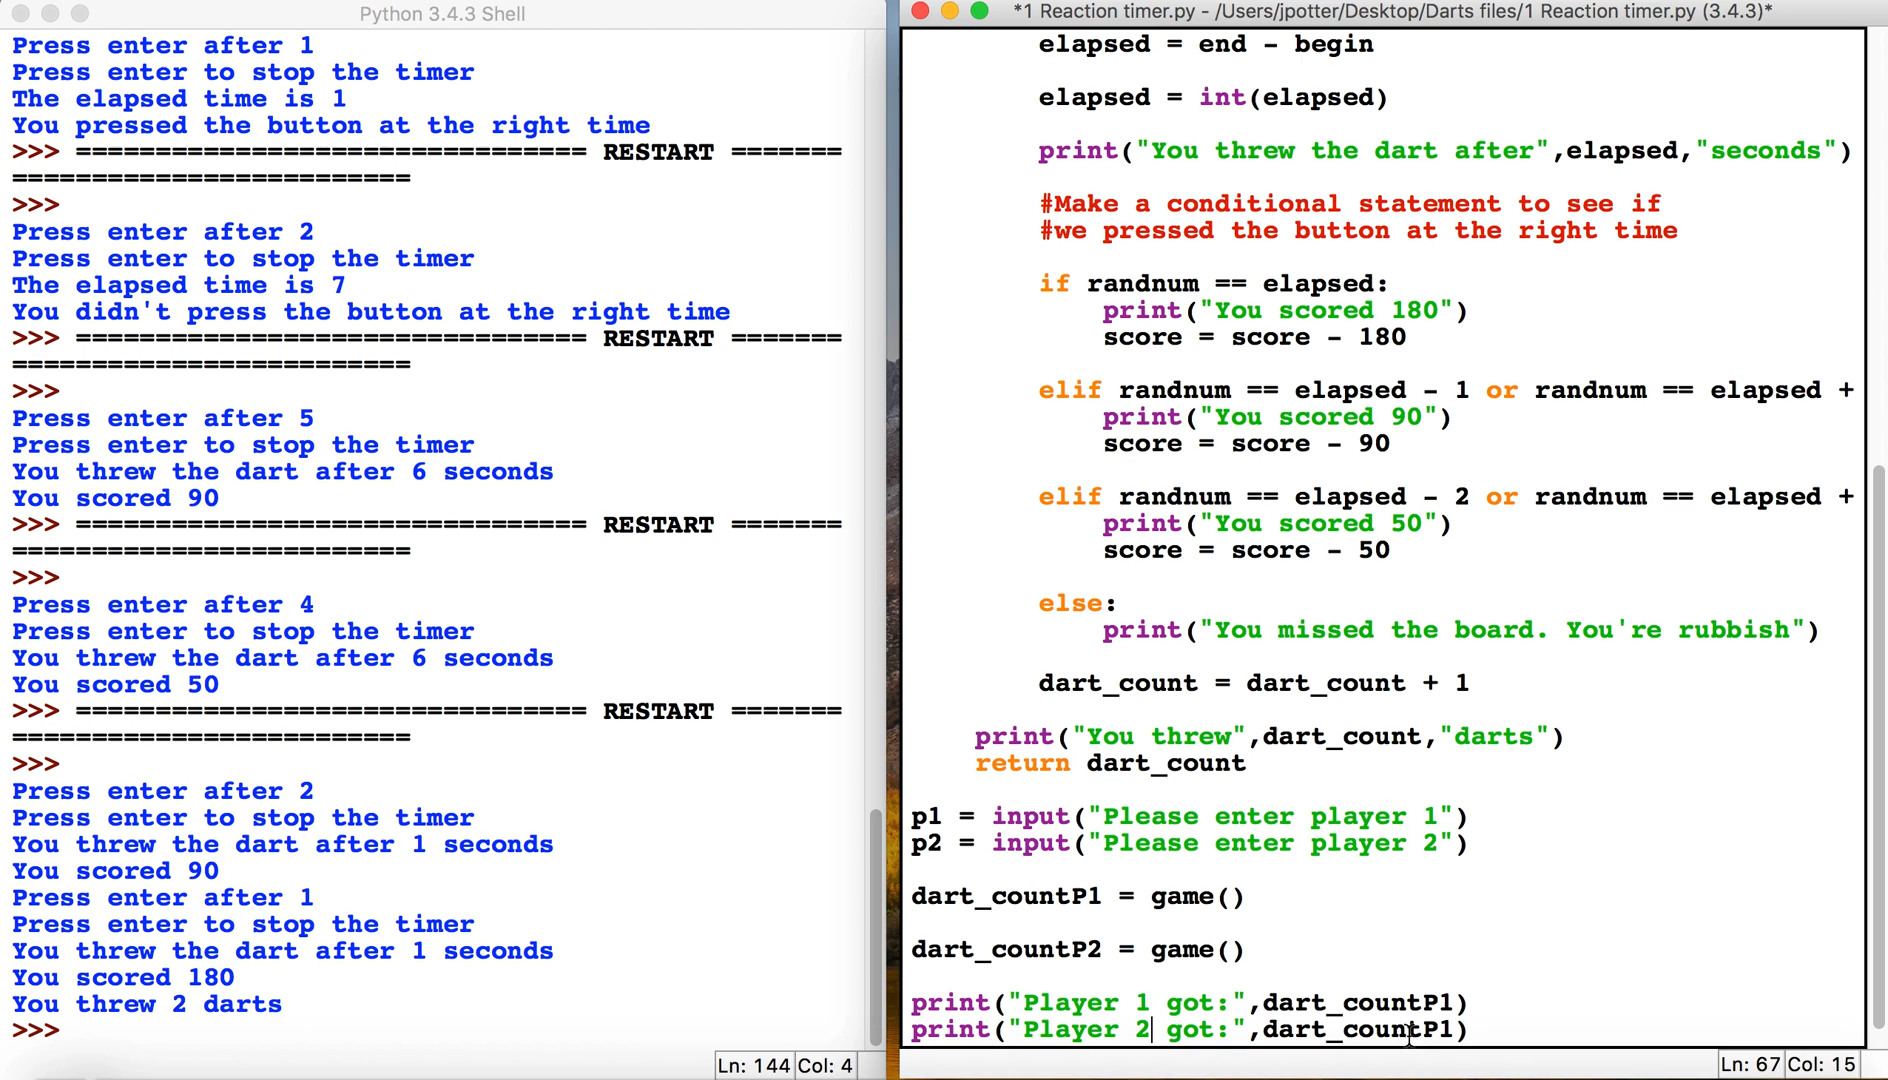 Python 3.4.3 Shell
Press enter after 1
Press enter to stop the timer
The elapsed time is 1
You pressed the button at the right time
>>> ================================ RESTART =======
=========================
>>>
Press enter after 2
Press enter to stop the timer
The elapsed time is 7
You didn't press the button at the right time
>>> ================================ RESTART =======
=========================
>>>
Press enter after 5
Press enter to stop the timer
You threw the dart after 6 seconds
You scored 90
>>> ================================ RESTART =======
=========================
>>>
Press enter after 4
Press enter to stop the timer
You threw the dart after 6 seconds
You scored 50
>>> ================================ RESTART =======
=========================
>>>
Press enter after 2
Press enter to stop the timer
You threw the dart after 1 seconds
You scored 90
Press enter after 1
Press enter to stop the timer
You threw the dart after 1 seconds
You scored 180
You threw 2 darts
>>>
Ln: 144 Col: 4
*1 Reaction timer.py - /Users/jpotter/Desktop/Darts files/1 Reaction timer.py (3.4.3)*
elapsed = end - begin
elapsed = int(elapsed)
print("You threw the dart after",elapsed,"seconds")
#Make a conditional statement to see if
#we pressed the button at the right time
if randnum == elapsed:
print("You scored 180")
score = score - 180
elif randnum == elapsed - 1 or randnum == elapsed +
print("You scored 90")
score = score - 90
elif randnum == elapsed - 2 or randnum == elapsed +
print("You scored 50")
score = score - 50
else:
print("You missed the board. You're rubbish")
dart_count = dart_count + 1
print("You threw",dart_count,"darts")
return dart_count
p1 = input("Please enter player 1")
p2 = input("Please enter player 2")
dart_countP1 = game()
dart_countP2 = game()
print("Player 1 got:",dart_countP1)
print("Player 2 got:",dart_countP1)
Ln: 67 Col: 15